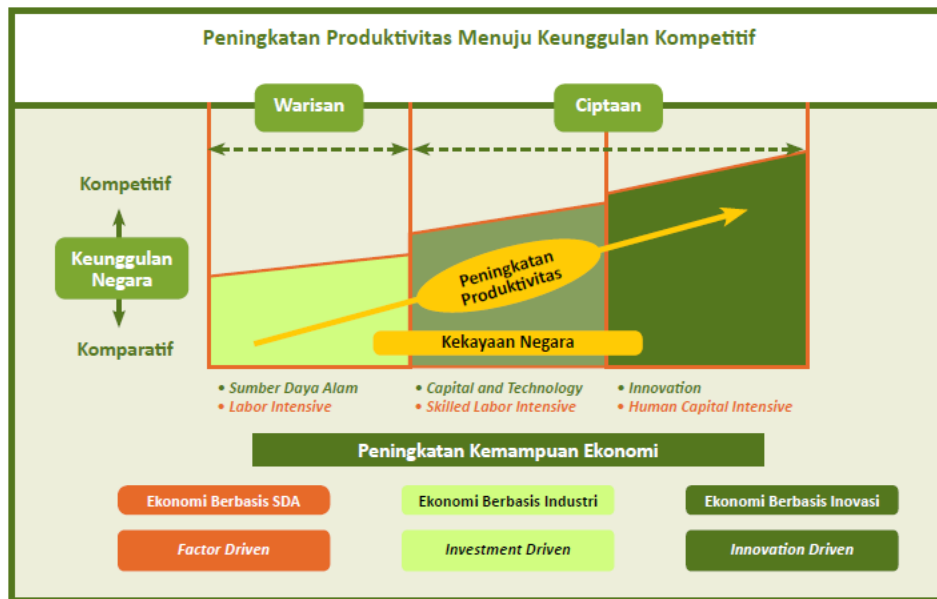 Peningkatan Produktivitas Menuju Keunggulan Kompetitif
Warisan
Ciptaan
Kompetitif
Keunggulan
Negara
Komparatif
Peningkatan
Produktivitas
Kekayaan Negara
• Sumber Daya Alam
• Labor Intensive
• Capital and Technology
• Skilled Labor Intensive
• Innovation
• Human Capital Intensive
Peningkatan Kemampuan Ekonomi
Ekonomi Berbasis SDA
Ekonomi Berbasis Industri
Ekonomi Berbasis Inovasi
Factor Driven
Investment Driven
Innovation Driven